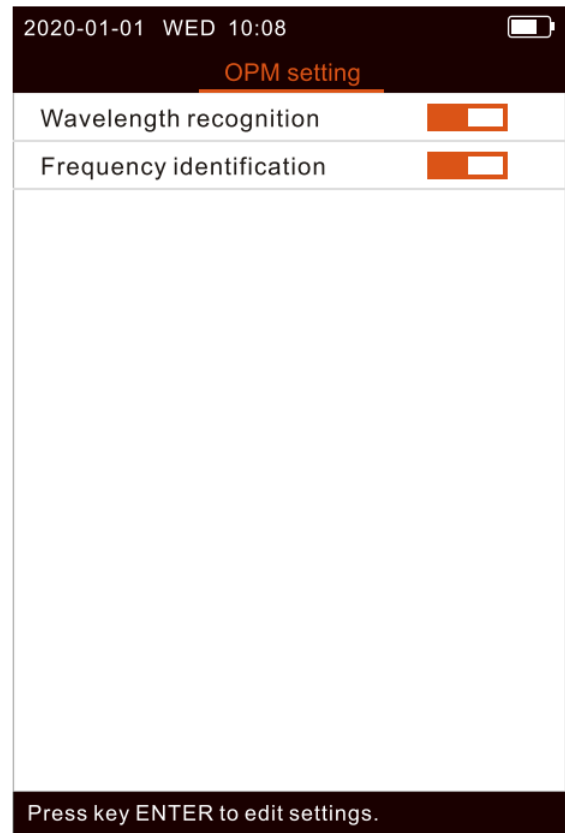 2020-01-01 WED 10:08
OPM setting
Wavelength recognition
Frequency identification
Press key ENTER to edit settings.